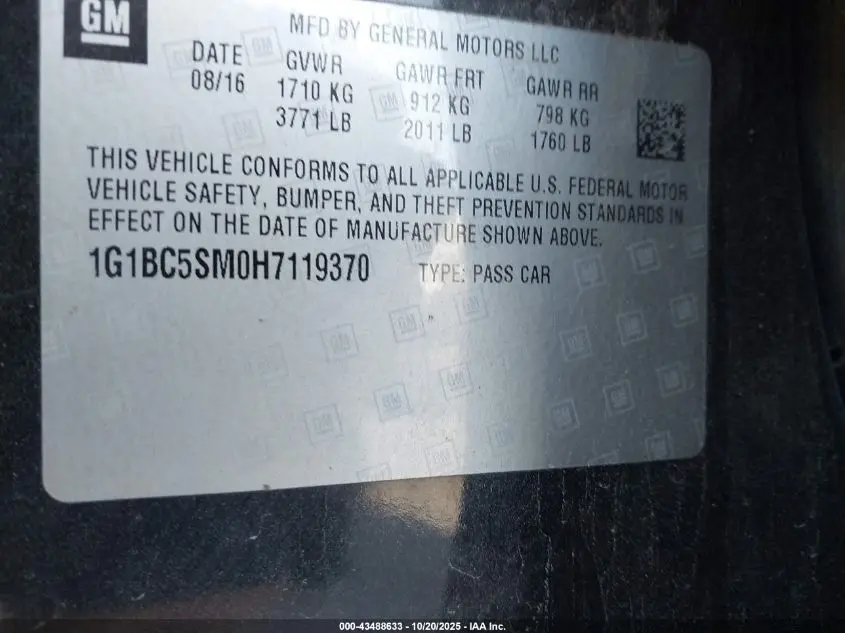 GM
MFD BY GENERAL MOTORS LLC
DATE GVWR GAWR FRT GAWR RR
08/16 1710 KG 912 KG 798 KG
3771 LB 2011 LB 1760 LB
THIS VEHICLE CONFORMS TO ALL APPLICABLE U.S. FEDERAL MOTOR
VEHICLE SAFETY, BUMPER, AND THEFT PREVENTION STANDARDS IN
EFFECT ON THE DATE OF MANUFACTURE SHOWN ABOVE.
1G1BC5SM0H7119370 TYPE: PASS CAR
000-43488633 - 10/20/2025 - IAA Inc.